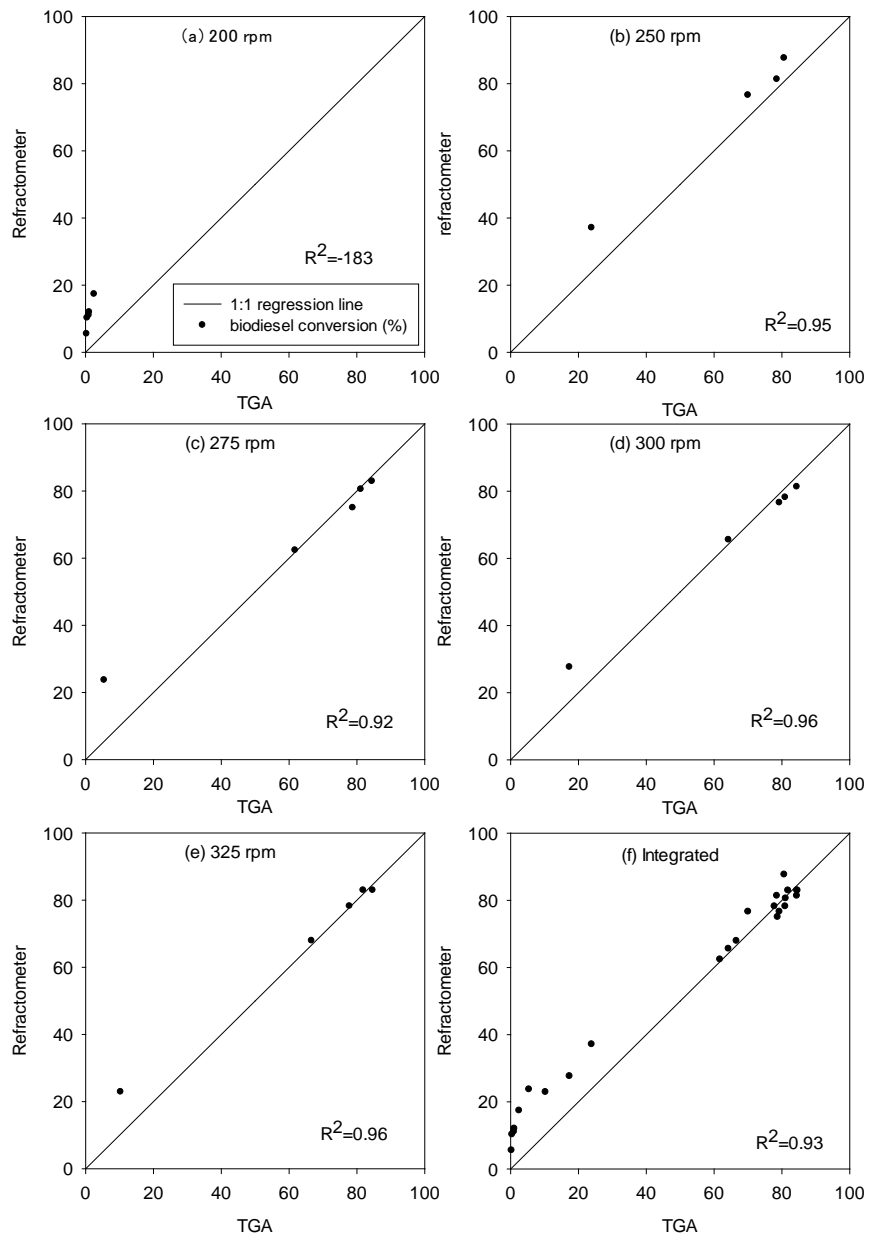 (a) 200 rpm
100
80
60
40
20
0
Refractometer
R2=-183
1:1 regression line
biodiesel conversion (%)
0 20 40 60 80 100
TGA
(b) 250 rpm
100
80
60
40
20
0
refractometer
R2=0.95
0 20 40 60 80 100
TGA
(c) 275 rpm
100
80
60
40
20
0
Refractometer
R2=0.92
0 20 40 60 80 100
TGA
(d) 300 rpm
100
80
60
40
20
0
Refractometer
R2=0.96
0 20 40 60 80 100
TGA
(e) 325 rpm
100
80
60
40
20
0
Refractometer
R2=0.96
0 20 40 60 80 100
TGA
(f) Integrated
100
80
60
40
20
0
Refractometer
R2=0.93
0 20 40 60 80 100
TGA